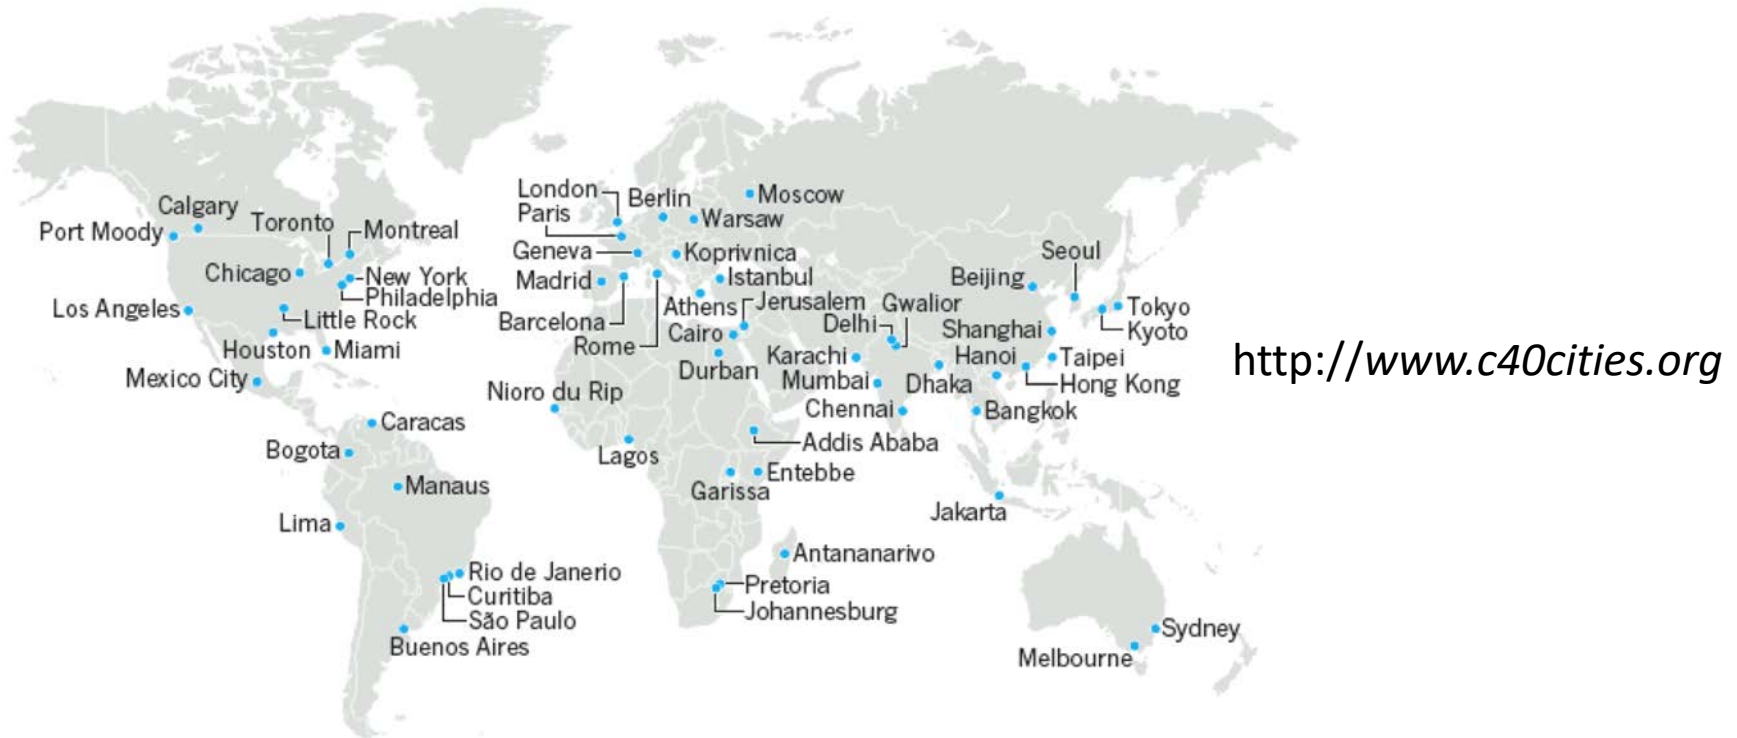 London
Berlin
Moscow
Calgary
Paris
Warsaw
Port Moody
Toronto
Montreal
Geneva
Koprivnica
Seoul
Chicago
New York
Madrid
Istanbul
Beijing
Philadelphia
Los Angeles
Athens
Jerusalem
Gwalior
Tokyo
Little Rock
Barcelona
Cairo
Delhi
Shanghai
Kyoto
Houston
Miami
Rome
Durban
Karachi
Hanoi
Taipei
http://www.c40cities.org
Mexico City
Nioro du Rip
Mumbai
Dhaka
Hong Kong
Caracas
Chennai
Bangkok
Bogota
Lagos
Addis Ababa
Manaus
Garissa
Entebbe
Lima
Jakarta
Antananarivo
Rio de Janerio
Pretoria
Curitiba
Johannesburg
São Paulo
Sydney
Buenos Aires
Melbourne